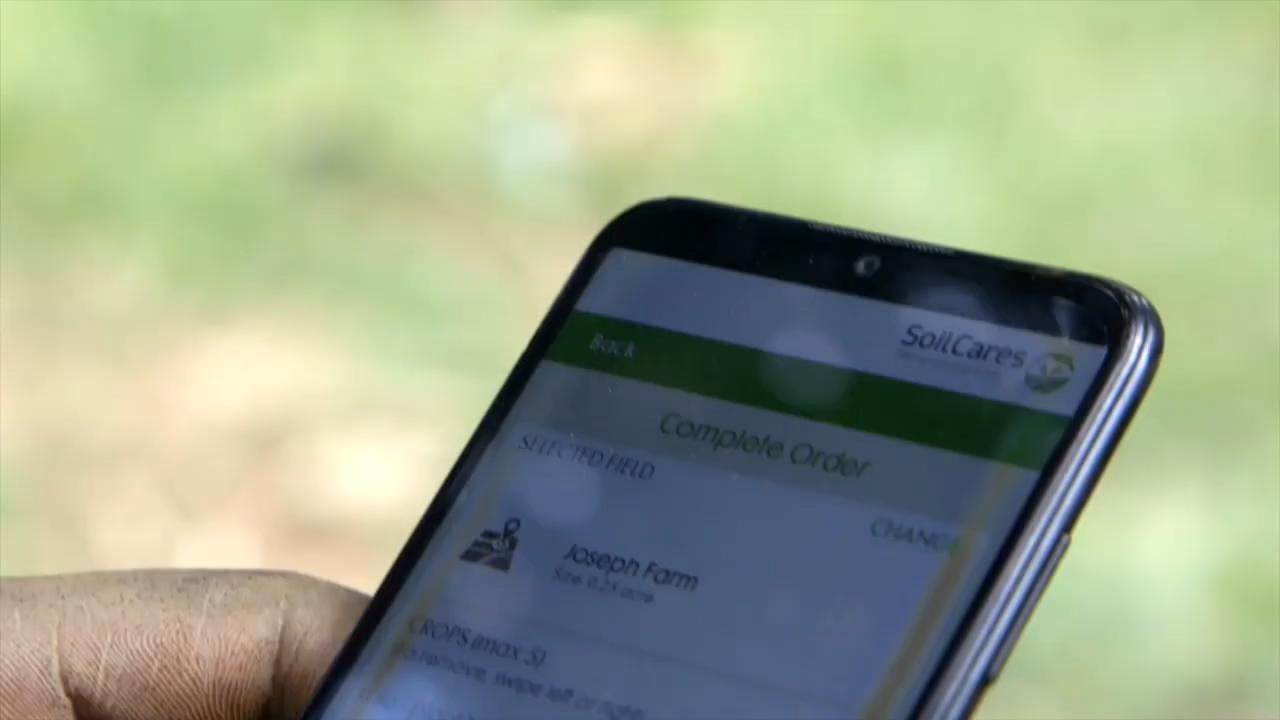 SoilCares
Back
Complete Order
SELECTED FIELD
CHANGE
Joseph Farm
Size 0.25 acre
CROPS (max 5)
To remove, swipe left or right